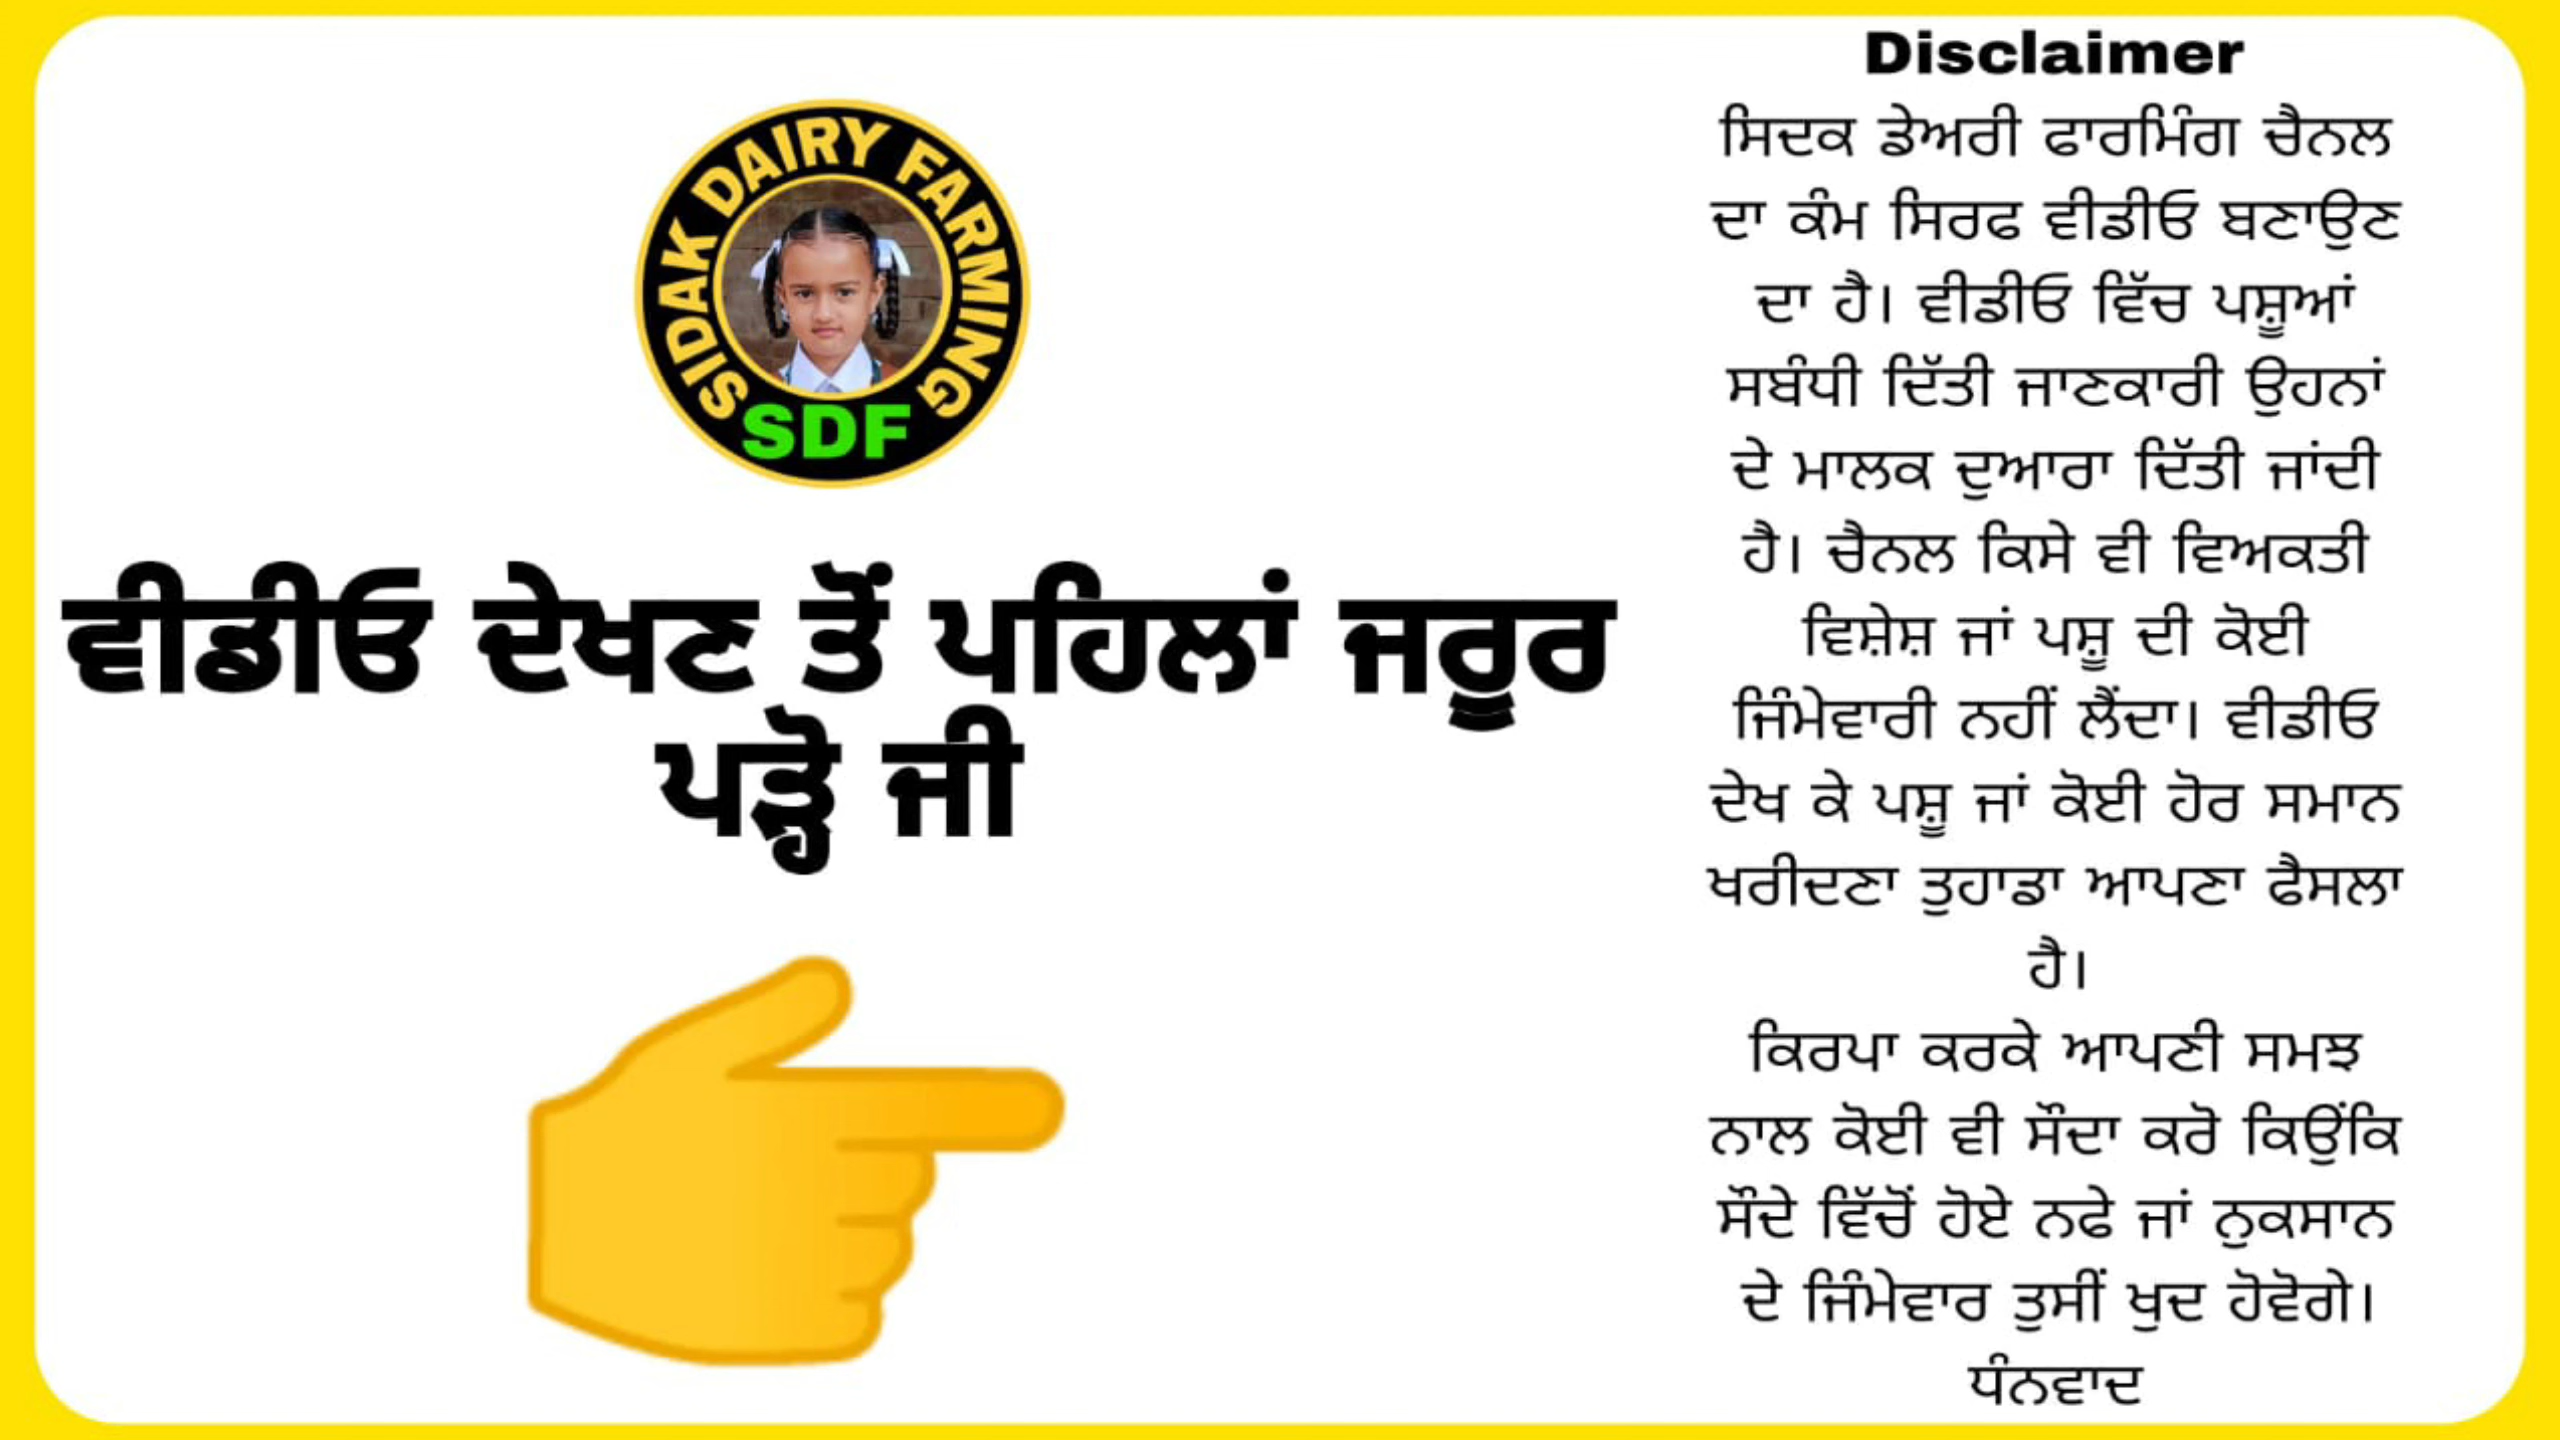 SIDAK DAIRY FARMING
SDF
ਵੀਡੀਓ ਦੇਖਣ ਤੋਂ ਪਹਿਲਾਂ ਜਰੂਰ
ਪੜ੍ਹੋ ਜੀ
Disclaimer
ਸਿਦਕ ਡੇਅਰੀ ਫਾਰਮਿੰਗ ਚੈਨਲ
ਦਾ ਕੰਮ ਸਿਰਫ ਵੀਡੀਓ ਬਣਾਉਣ
ਦਾ ਹੈ। ਵੀਡੀਓ ਵਿੱਚ ਪਸ਼ੂਆਂ
ਸਬੰਧੀ ਦਿੱਤੀ ਜਾਣਕਾਰੀ ਉਹਨਾਂ
ਦੇ ਮਾਲਕ ਦੁਆਰਾ ਦਿੱਤੀ ਜਾਂਦੀ
ਹੈ। ਚੈਨਲ ਕਿਸੇ ਵੀ ਵਿਅਕਤੀ
ਵਿਸ਼ੇਸ਼ ਜਾਂ ਪਸ਼ੂ ਦੀ ਕੋਈ
ਜਿੰਮੇਵਾਰੀ ਨਹੀਂ ਲੈਂਦਾ। ਵੀਡੀਓ
ਦੇਖ ਕੇ ਪਸ਼ੂ ਜਾਂ ਕੋਈ ਹੋਰ ਸਮਾਨ
ਖਰੀਦਣਾ ਤੁਹਾਡਾ ਆਪਣਾ ਫੈਸਲਾ
ਹੈ।
ਕਿਰਪਾ ਕਰਕੇ ਆਪਣੀ ਸਮਝ
ਨਾਲ ਕੋਈ ਵੀ ਸੌਦਾ ਕਰੋ ਕਿਉਂਕਿ
ਸੌਦੇ ਵਿੱਚੋਂ ਹੋਏ ਨਫੇ ਜਾਂ ਨੁਕਸਾਨ
ਦੇ ਜਿੰਮੇਵਾਰ ਤੁਸੀਂ ਖੁਦ ਹੋਵੋਗੇ।
ਧੰਨਵਾਦ